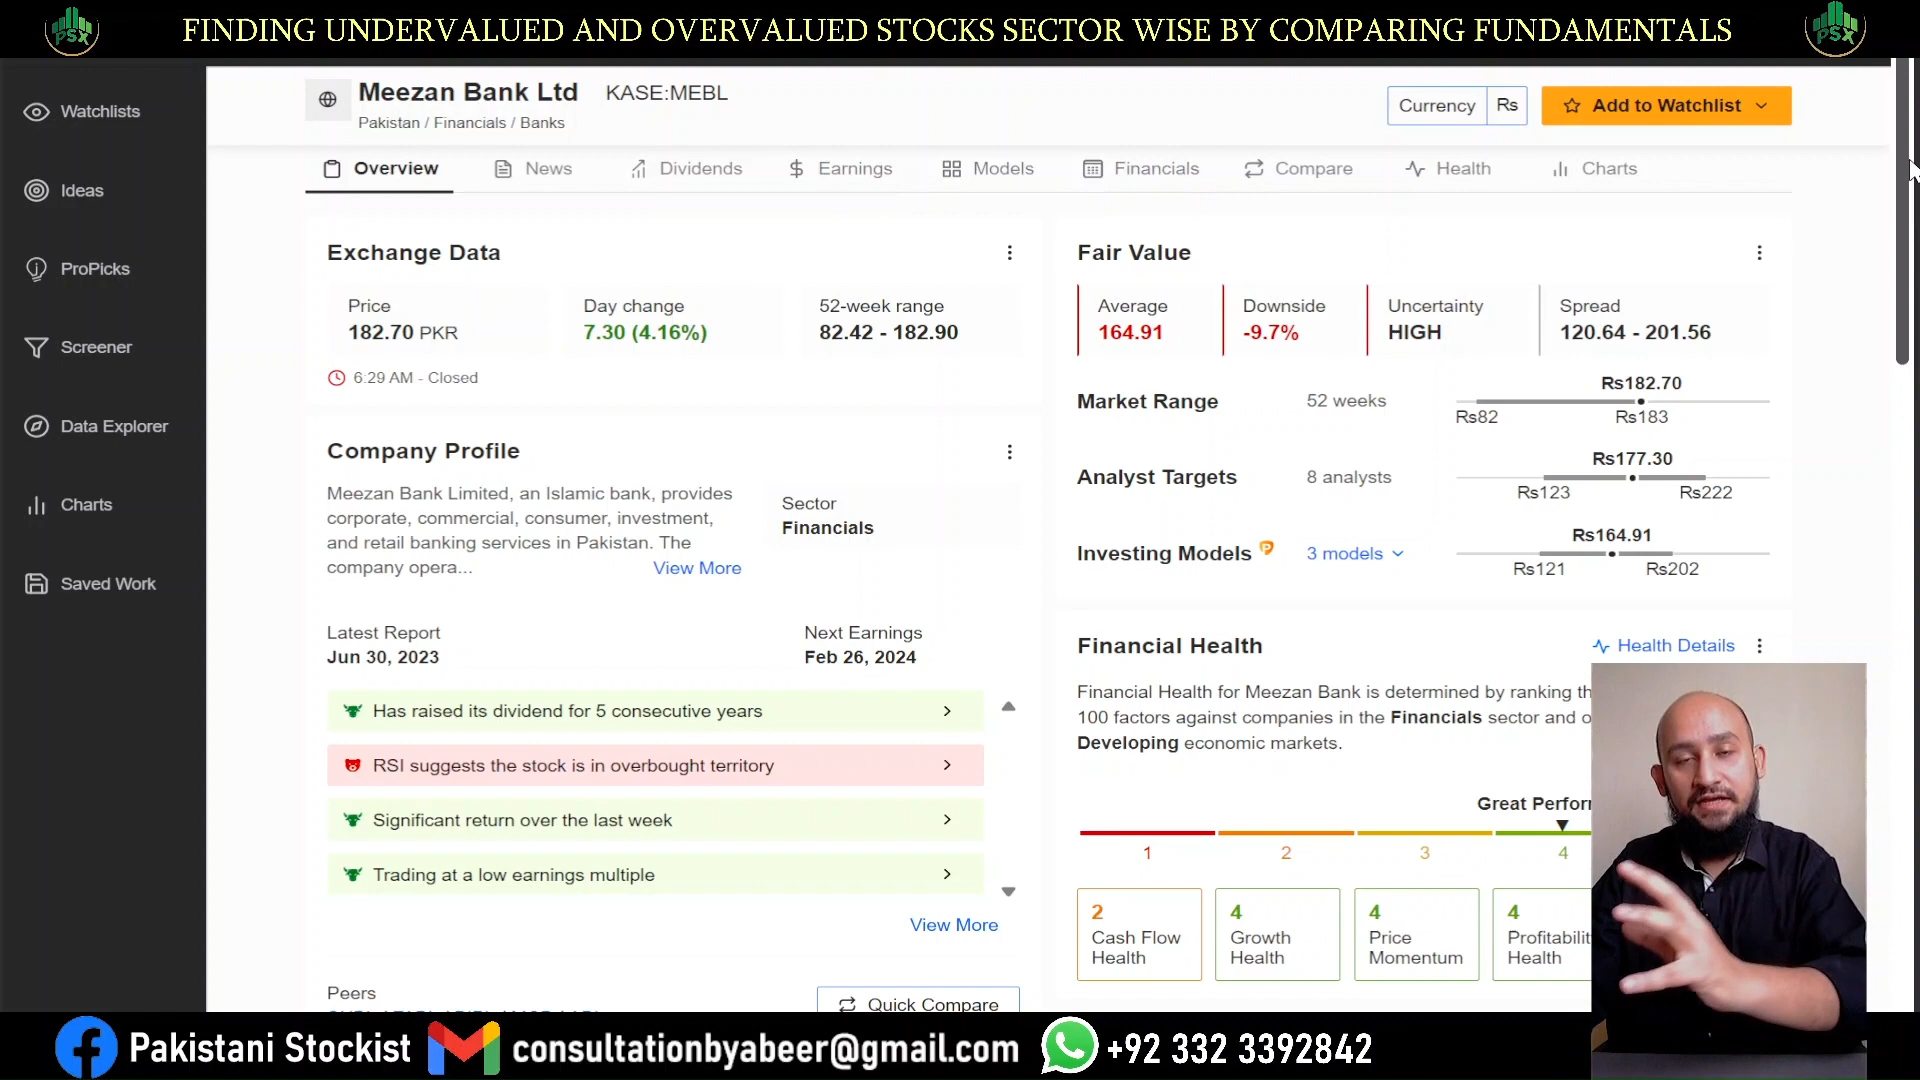 PSX
FINDING UNDERVALUED AND OVERVALUED STOCKS SECTOR WISE BY COMPARING FUNDAMENTALS
PSX
Watchlists
Ideas
ProPicks
Screener
Data Explorer
Charts
Saved Work
Meezan Bank Ltd KASE:MEBL
Pakistan / Financials / Banks
Currency Rs
Add to Watchlist
Overview News Dividends Earnings Models Financials Compare Health Charts
Exchange Data
Price
182.70 PKR
Day change
7.30 (4.16%)
52-week range
82.42 - 182.90
6:29 AM - Closed
Company Profile
Meezan Bank Limited, an Islamic bank, provides
corporate, commercial, consumer, investment,
and retail banking services in Pakistan. The
company opera...
View More
Sector
Financials
Latest Report
Jun 30, 2023
Next Earnings
Feb 26, 2024
Has raised its dividend for 5 consecutive years
RSI suggests the stock is in overbought territory
Significant return over the last week
Trading at a low earnings multiple
View More
Peers
Quick Compare
Fair Value
Average
164.91
Downside
-9.7%
Uncertainty
HIGH
Spread
120.64 - 201.56
Market Range 52 weeks
Rs182.70
Rs82 Rs183
Analyst Targets 8 analysts
Rs177.30
Rs123 Rs222
Investing Models 3 models
Rs164.91
Rs121 Rs202
Financial Health
Health Details
Financial Health for Meezan Bank is determined by ranking th
100 factors against companies in the Financials sector and o
Developing economic markets.
Great Perfor
1 2 3 4
2
Cash Flow
Health
4
Growth
Health
4
Price
Momentum
4
Profitabilit
Health
Pakistani Stockist consultationbyabeer@gmail.com +92 332 3392842